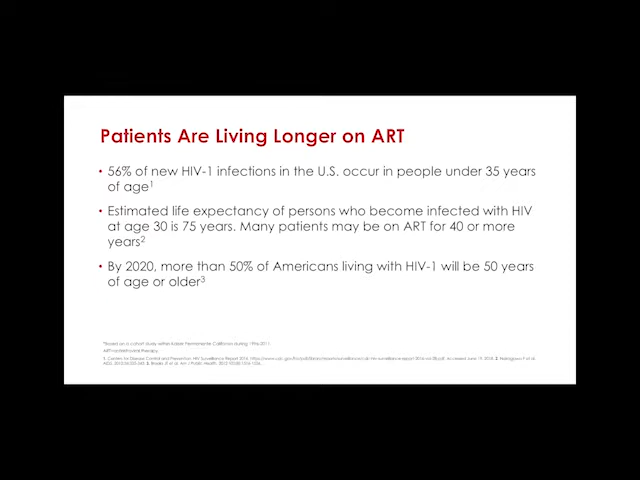 Patients Are Living Longer on ART
• 56% of new HIV-1 infections in the U.S. occur in people under 35 years
of age1
• Estimated life expectancy of persons who become infected with HIV
at age 30 is 75 years. Many patients may be on ART for 40 or more
years2
• By 2020, more than 50% of Americans living with HIV-1 will be 50 years
of age or older3
ART=antiretroviral therapy.